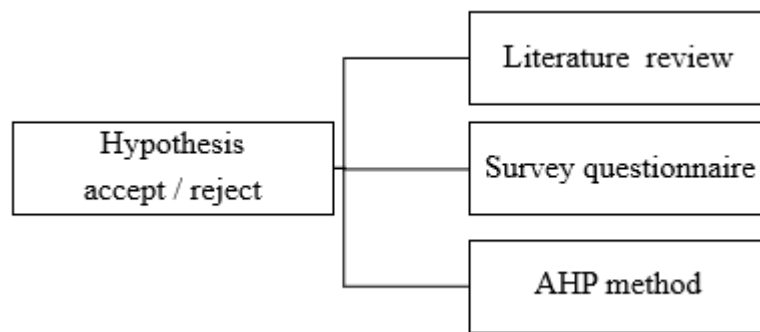 Literature review
Hypothesis
accept / reject
Survey questionnaire
AHP method